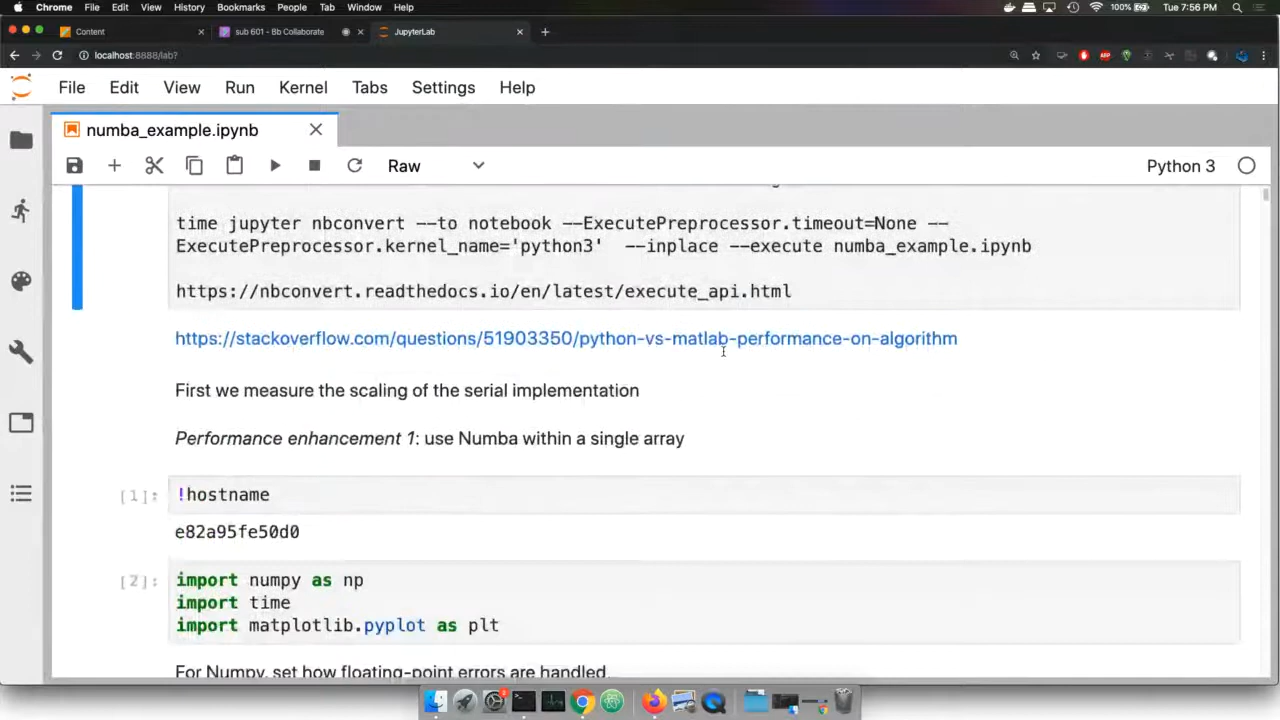 Chrome File Edit View History Bookmarks People Tab Window Help 100% Tue 7:56 PM
Content sub 601 - Bb Collaborate JupyterLab
localhost:8888/lab?
File Edit View Run Kernel Tabs Settings Help
numba_example.ipynb
Raw Python 3
time jupyter nbconvert --to notebook --ExecutePreprocessor.timeout=None --
ExecutePreprocessor.kernel_name='python3' --inplace --execute numba_example.ipynb
https://nbconvert.readthedocs.io/en/latest/execute_api.html
https://stackoverflow.com/questions/51903350/python-vs-matlab-performance-on-algorithm
First we measure the scaling of the serial implementation
Performance enhancement 1: use Numba within a single array
[1]: !hostname
e82a95fe50d0
[2]: import numpy as np
import time
import matplotlib.pyplot as plt
For Numpy, set how floating-point errors are handled.